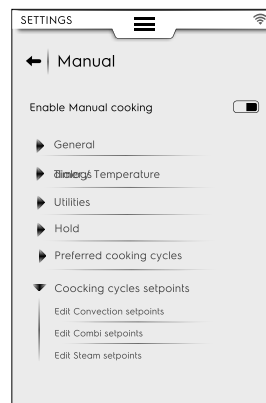 SETTINGS
Manual
Enable Manual cooking
General
Temperature
Utilities
Hold
Preferred cooking cycles
Coocking cycles setpoints
Edit Convection setpoints
Edit Combi setpoints
Edit Steam setpoints